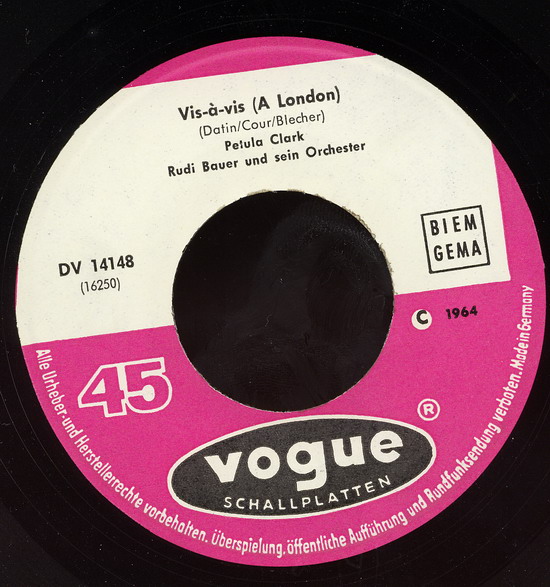 Vis-à-vis (A London)
(Datin/Cour/Blecher)
Petula Clark
Rudi Bauer und sein Orchester
BIEM
GEMA
DV 14148
(16250)
C 1964
45
®
vogue
SCHALLPLATTEN
Alle Urheber- und Herstellerrechte vorbehalten. Überspielung, öffentliche Aufführung und Rundfunksendung verboten. Made in Germany